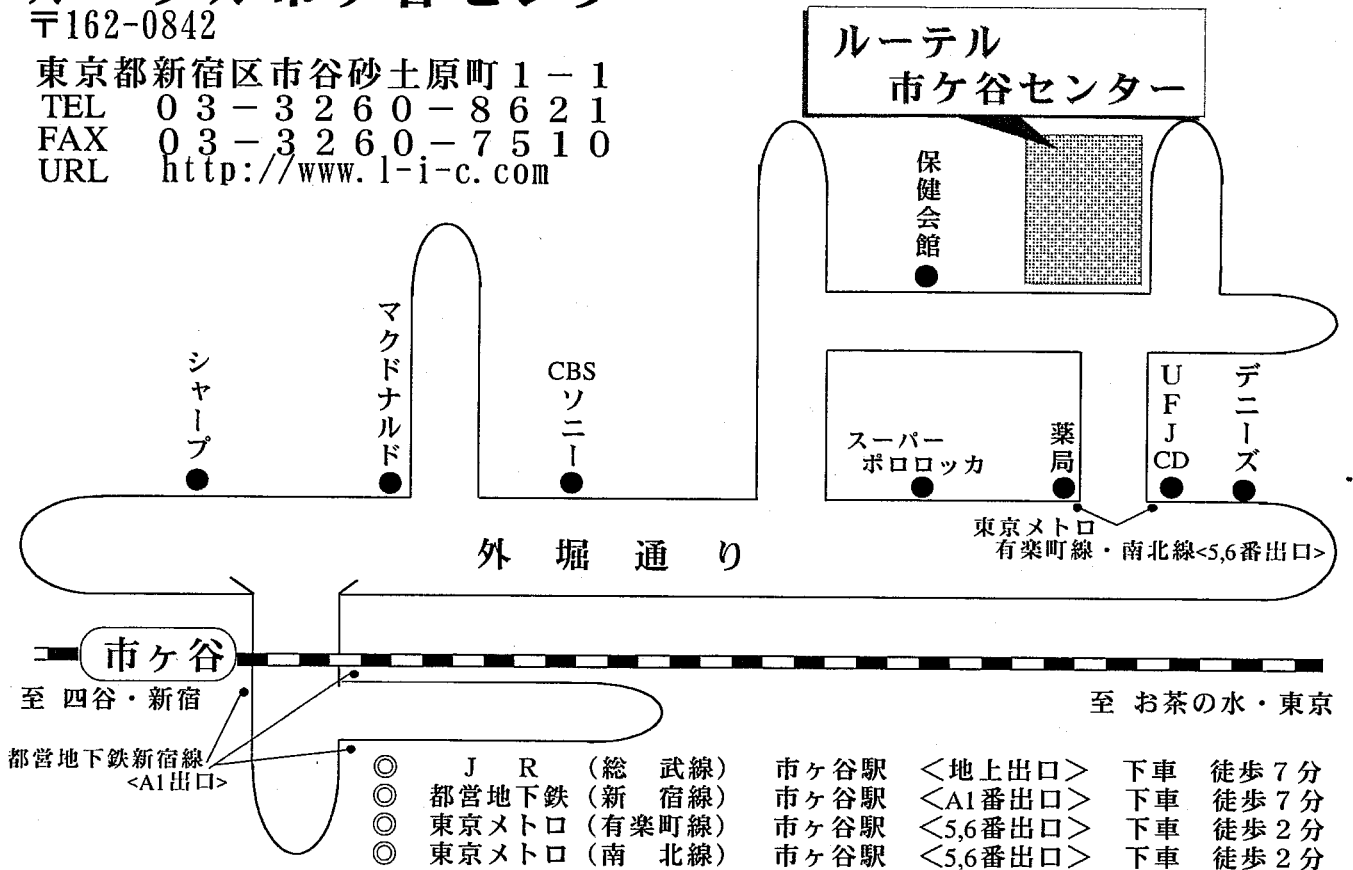 〒162-0842
東京都新宿区市谷砂土原町1-1
TEL 03-3260-8621
FAX 03-3260-7510
URL http://www.l-i-c.com
ルーテル
市ケ谷センター
保健会館
シャープ
マクドナルド
CBS
ソニー
スーパー
ポロロッカ
薬局
UFJ
CD
デニーズ
東京メトロ
有楽町線・南北線<5,6番出口>
外堀通り
市ヶ谷
至 四谷・新宿
至 お茶の水・東京
都営地下鉄新宿線
<A1出口>
◎ JR (総武線) 市ヶ谷駅 <地上出口> 下車 徒歩7分
◎ 都営地下鉄 (新宿線) 市ヶ谷駅 <A1番出口> 下車 徒歩7分
◎ 東京メトロ (有楽町線) 市ヶ谷駅 <5,6番出口> 下車 徒歩2分
◎ 東京メトロ (南北線) 市ヶ谷駅 <5,6番出口> 下車 徒歩2分